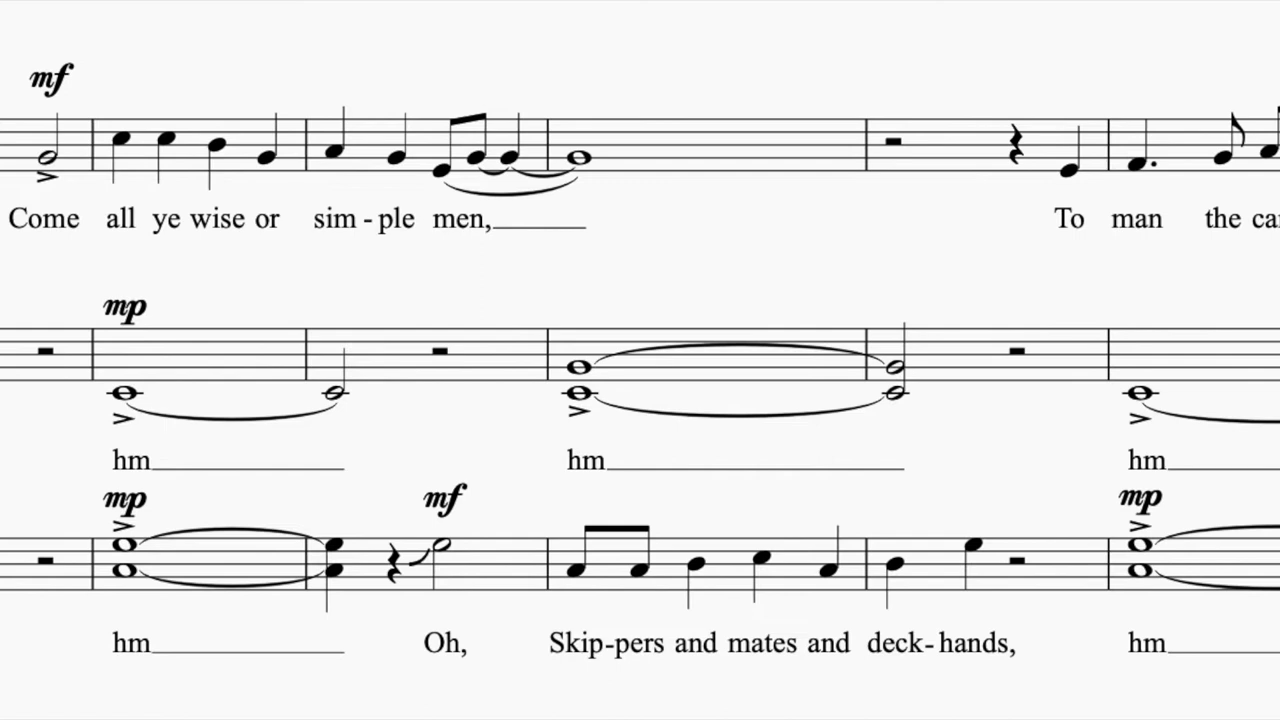 mf
Come all ye wise or sim - ple men, To man the
mp
hm hm hm
mp mf mp
hm Oh, Skip-pers and mates and deck-hands, hm